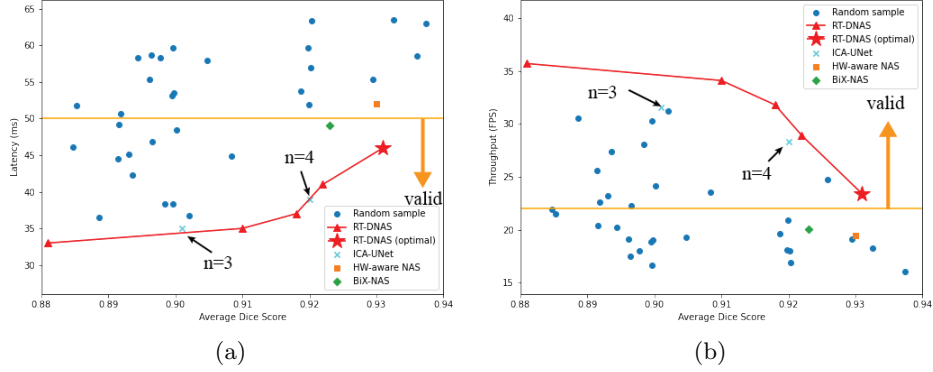 65
60
55
50
45
40
35
30
Latency (ms)
0.88
0.89
0.90
0.91
0.92
0.93
0.94
Average Dice Score
n=4
n=3
valid
Random sample
RT-DNAS
RT-DNAS (optimal)
ICA-UNet
HW-aware NAS
BiX-NAS
(a)
40
35
30
25
20
15
Throughput (FPS)
0.88
0.89
0.90
0.91
0.92
0.93
0.94
Average Dice Score
n=3
n=4
valid
Random sample
RT-DNAS
RT-DNAS (optimal)
ICA-UNet
HW-aware NAS
BiX-NAS
(b)